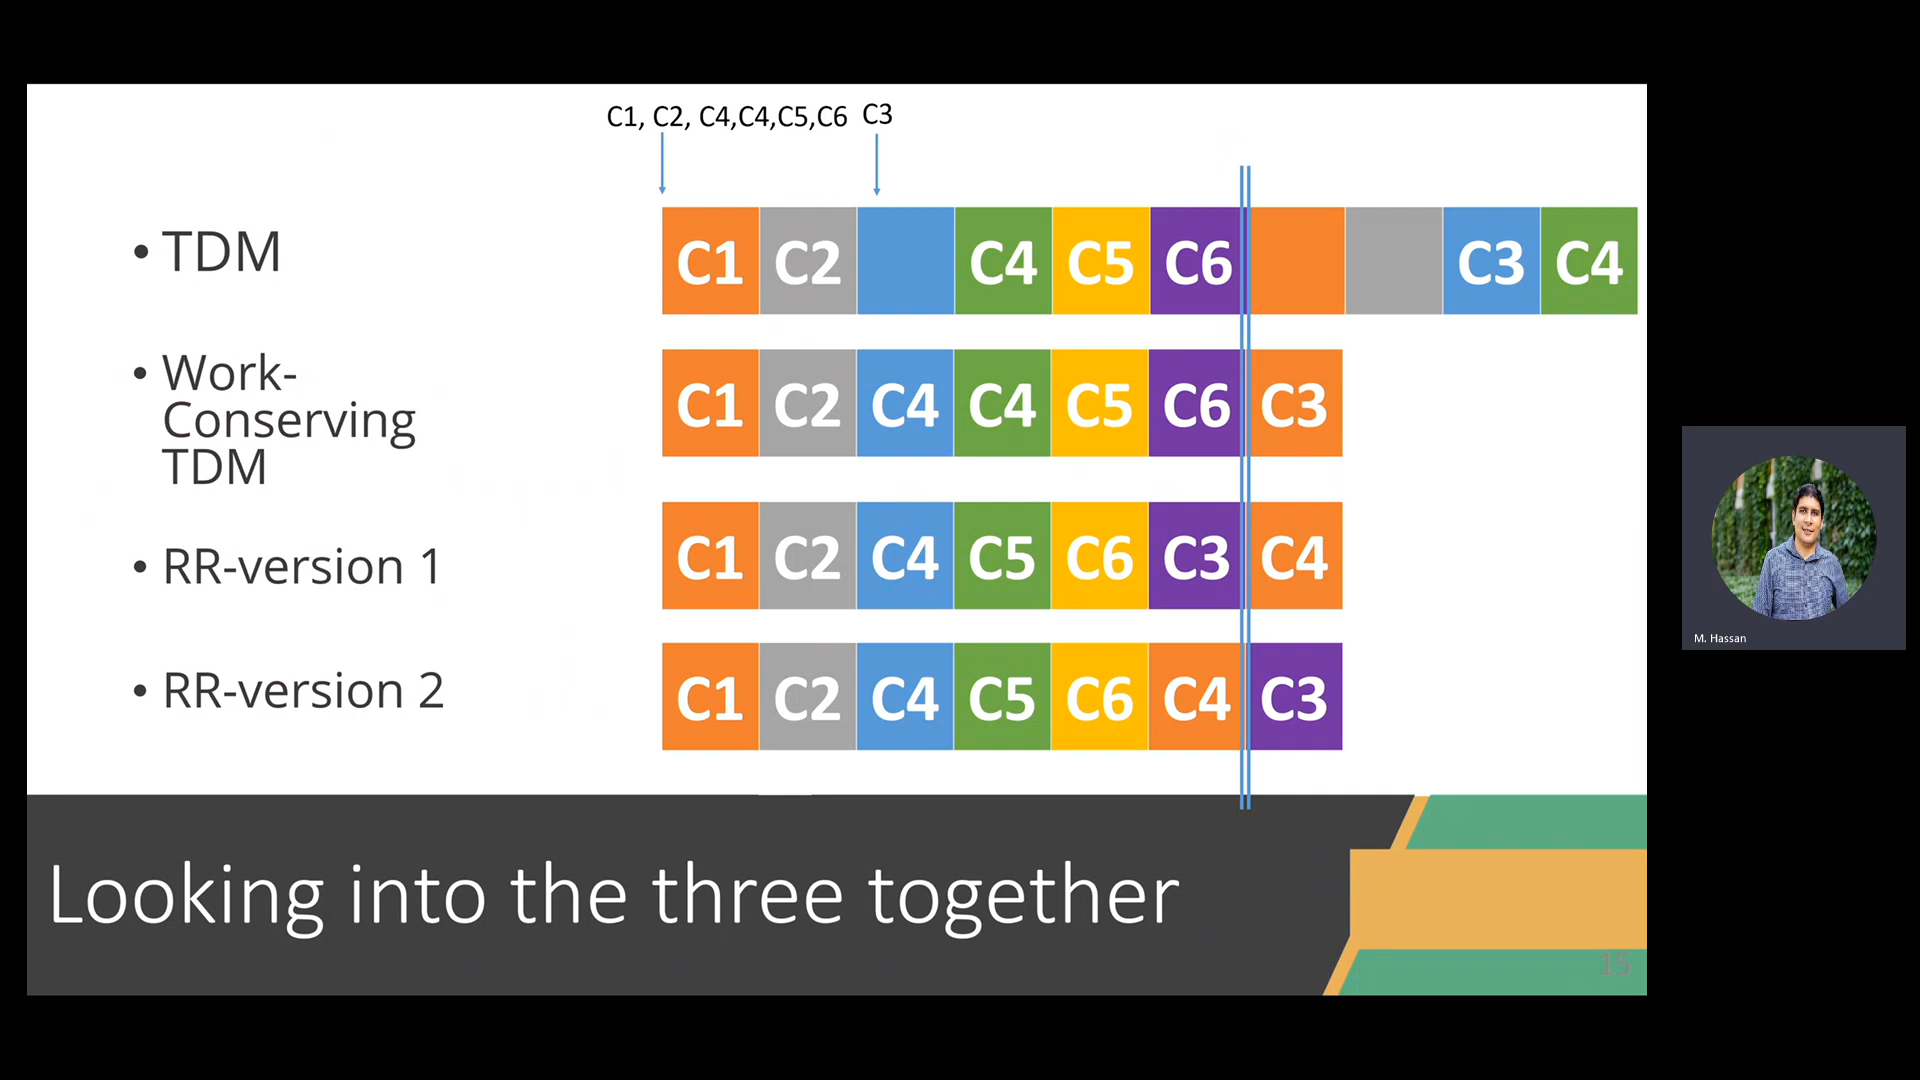 C1, C2, C4,C4,C5,C6 C3
• TDM
C1 C2 C4 C5 C6 C3 C4
• Work-
Conserving
TDM
C1 C2 C4 C4 C5 C6 C3
• RR-version 1
C1 C2 C4 C5 C6 C3 C4
• RR-version 2
C1 C2 C4 C5 C6 C4 C3
Looking into the three together
15
M. Hassan